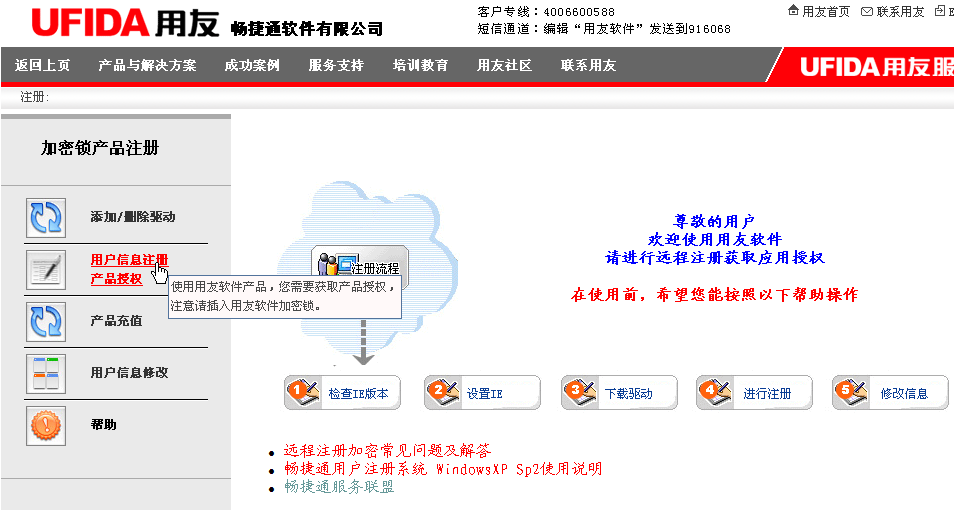 UFIDA用友 畅捷通软件有限公司
客户专线：4006600588
短信通道：编辑“用友软件”发送到916068
用友首页 联系用友
返回上页 产品与解决方案 成功案例 服务支持 培训教育 用友社区 联系用友
UFIDA用友服
注册:
加密锁产品注册
添加/删除驱动
用户信息注册
产品授权
产品充值
用户信息修改
帮助
注册流程
使用用友软件产品，您需要获取产品授权，
注意请插入用友软件加密锁。
尊敬的用户
欢迎使用用友软件
请进行远程注册获取应用授权
在使用前，希望您能按照以下帮助操作
1 检查IE版本
2 设置IE
3 下载驱动
4 进行注册
5 修改信息
远程注册加密常见问题及解答
畅捷通用户注册系统 WindowsXP Sp2使用说明
畅捷通服务联盟